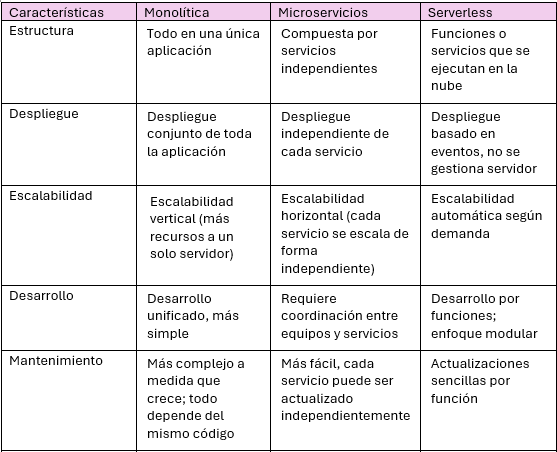 Características Monolítica Microservicios Serverless
Estructura
Todo en una única
aplicación
Compuesta por
servicios
independientes
Funciones o
servicios que se
ejecutan en la
nube
Despliegue
Despliegue
conjunto de toda
la aplicación
Despliegue
independiente de
cada servicio
Despliegue
basado en
eventos, no se
gestiona servidor
Escalabilidad
Escalabilidad
vertical (más
recursos a un
solo servidor)
Escalabilidad
horizontal (cada
servicio se escala de
forma
independiente)
Escalabilidad
automática según
demanda
Desarrollo
Desarrollo
unificado, más
simple
Requiere
coordinación entre
equipos y servicios
Desarrollo por
funciones;
enfoque modular
Mantenimiento
Más complejo a
medida que
crece; todo
depende del
mismo código
Más fácil, cada
servicio puede ser
actualizado
independientemente
Actualizaciones
sencillas por
función